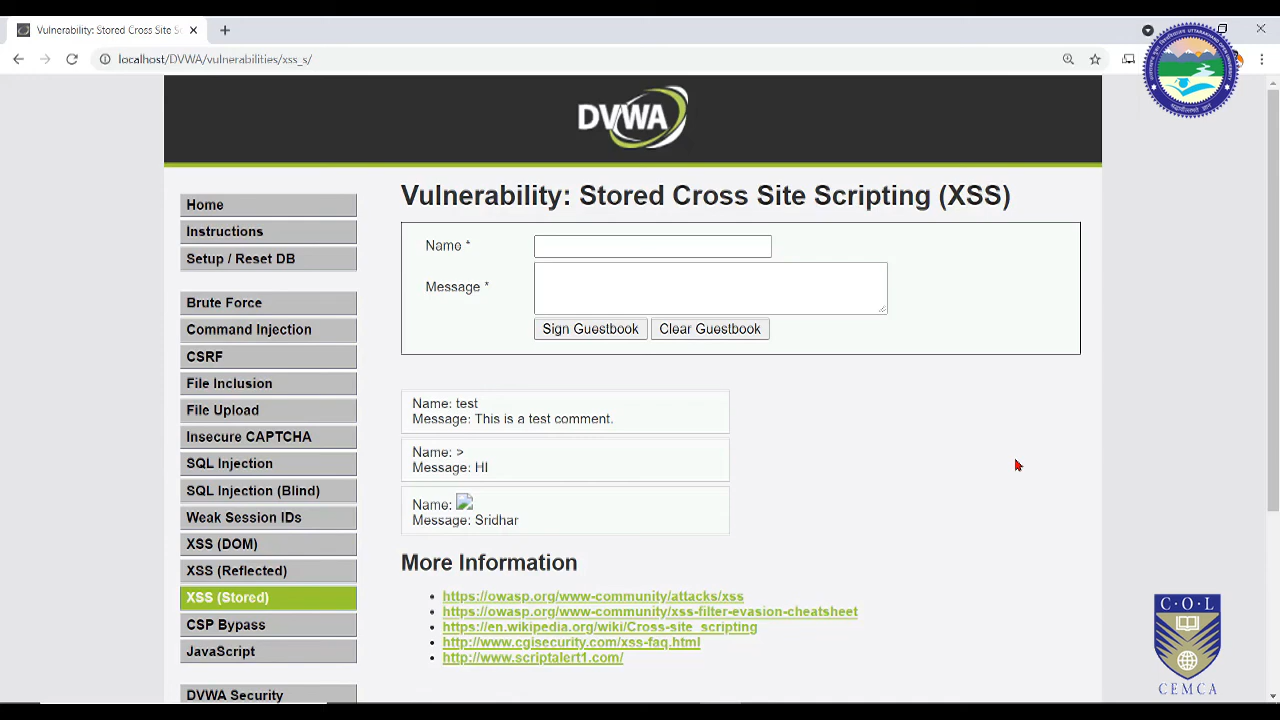 Vulnerability: Stored Cross Site S
localhost/DVWA/vulnerabilities/xss_s/
DVWA
Vulnerability: Stored Cross Site Scripting (XSS)
Home
Instructions
Setup / Reset DB
Brute Force
Command Injection
CSRF
File Inclusion
File Upload
Insecure CAPTCHA
SQL Injection
SQL Injection (Blind)
Weak Session IDs
XSS (DOM)
XSS (Reflected)
XSS (Stored)
CSP Bypass
JavaScript
DVWA Security
Name *
Message *
Sign Guestbook Clear Guestbook
Name: test
Message: This is a test comment.
Name: >
Message: HI
Name:
Message: Sridhar
More Information
https://owasp.org/www-community/attacks/xss
https://owasp.org/www-community/xss-filter-evasion-cheatsheet
https://en.wikipedia.org/wiki/Cross-site_scripting
http://www.cgisecurity.com/xss-faq.html
http://www.scriptalert1.com/
C·O·L
CEMCA